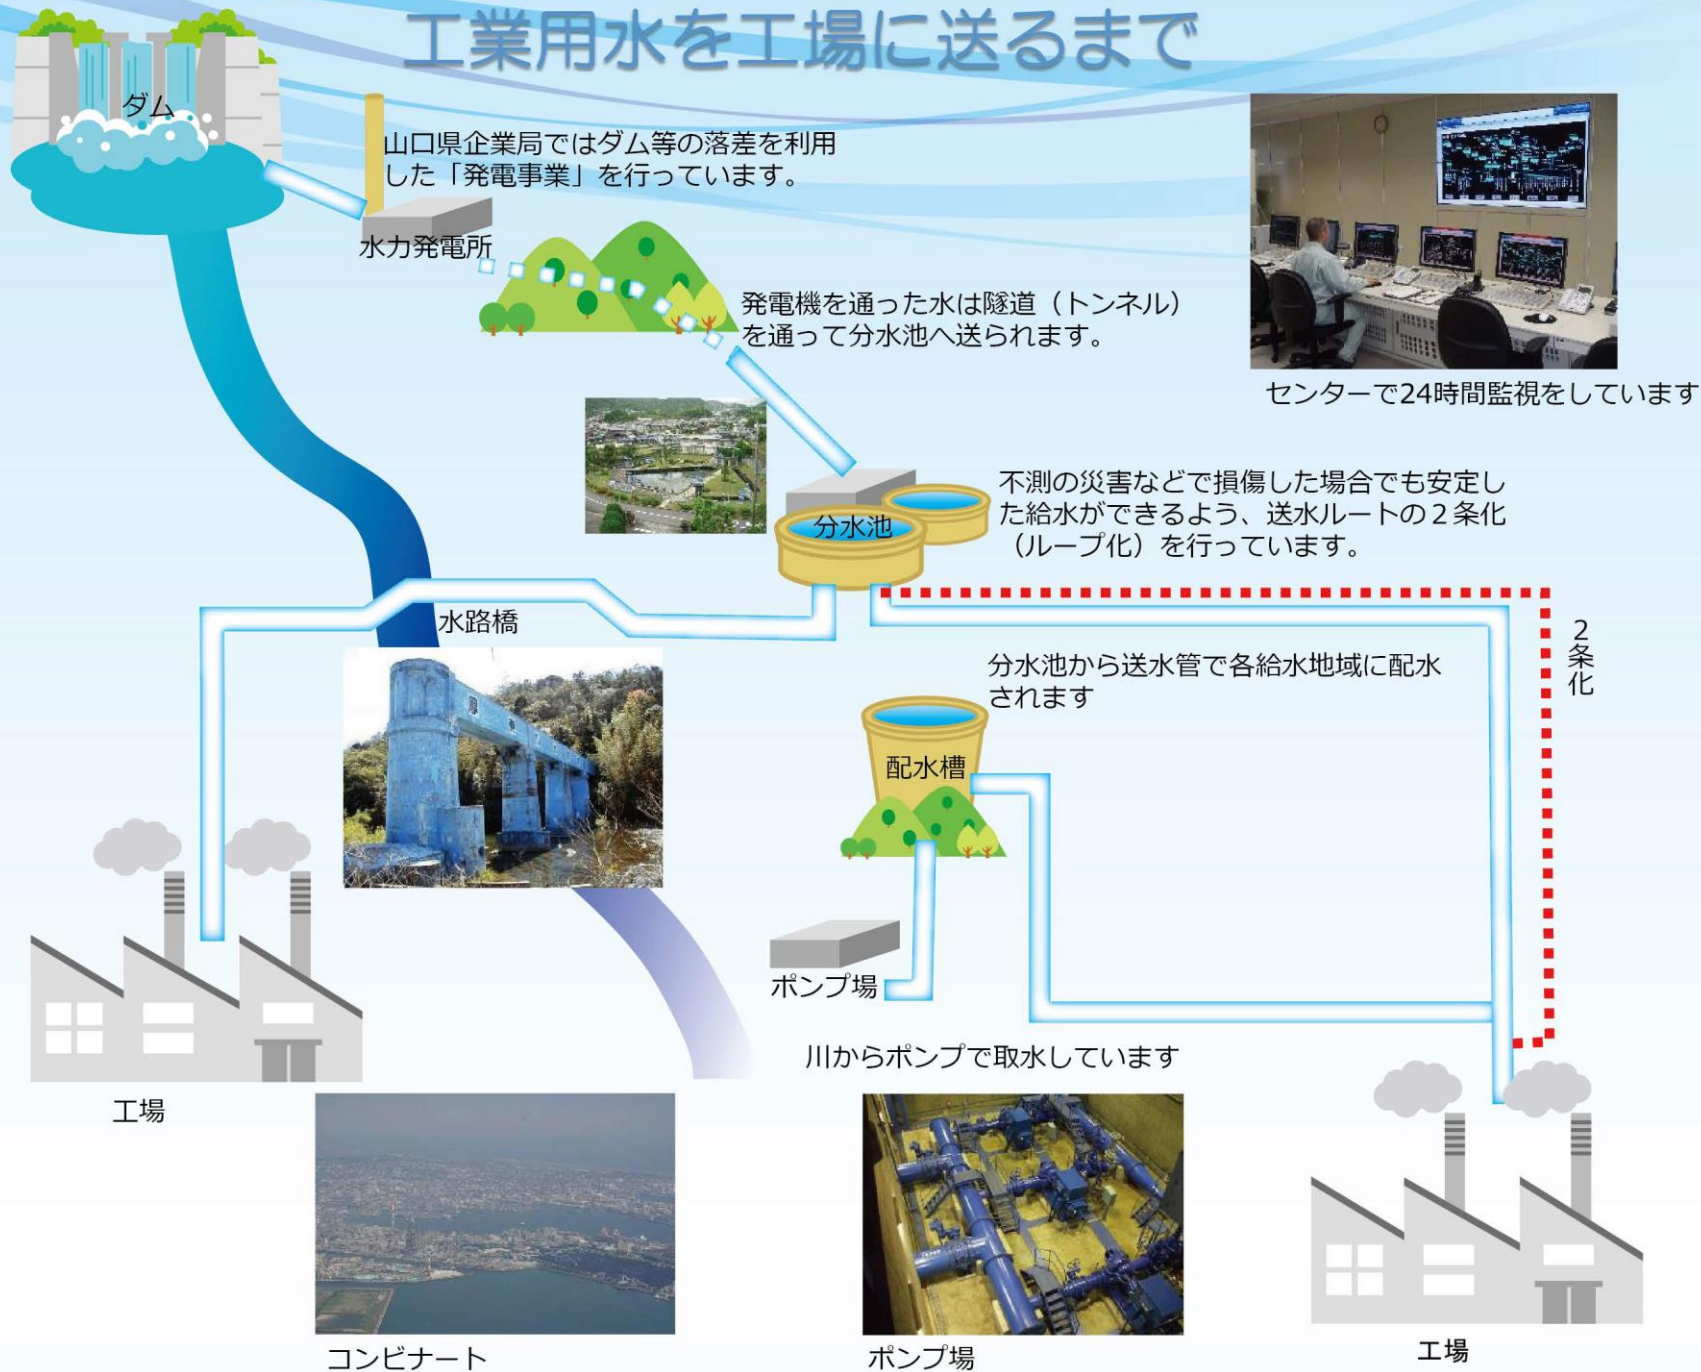 工業用水を工場に送るまで
ダム
山口県企業局ではダム等の落差を利用
した「発電事業」を行っています。
水力発電所
発電機を通った水は隧道（トンネル）
を通って分水池へ送られます。
センターで24時間監視をしています
不測の災害などで損傷した場合でも安定し
た給水ができるよう、送水ルートの２条化
（ループ化）を行っています。
分水池
水路橋
２条化
分水池から送水管で各給水地域に配水
されます
配水槽
ポンプ場
川からポンプで取水しています
工場
コンビナート
ポンプ場
工場